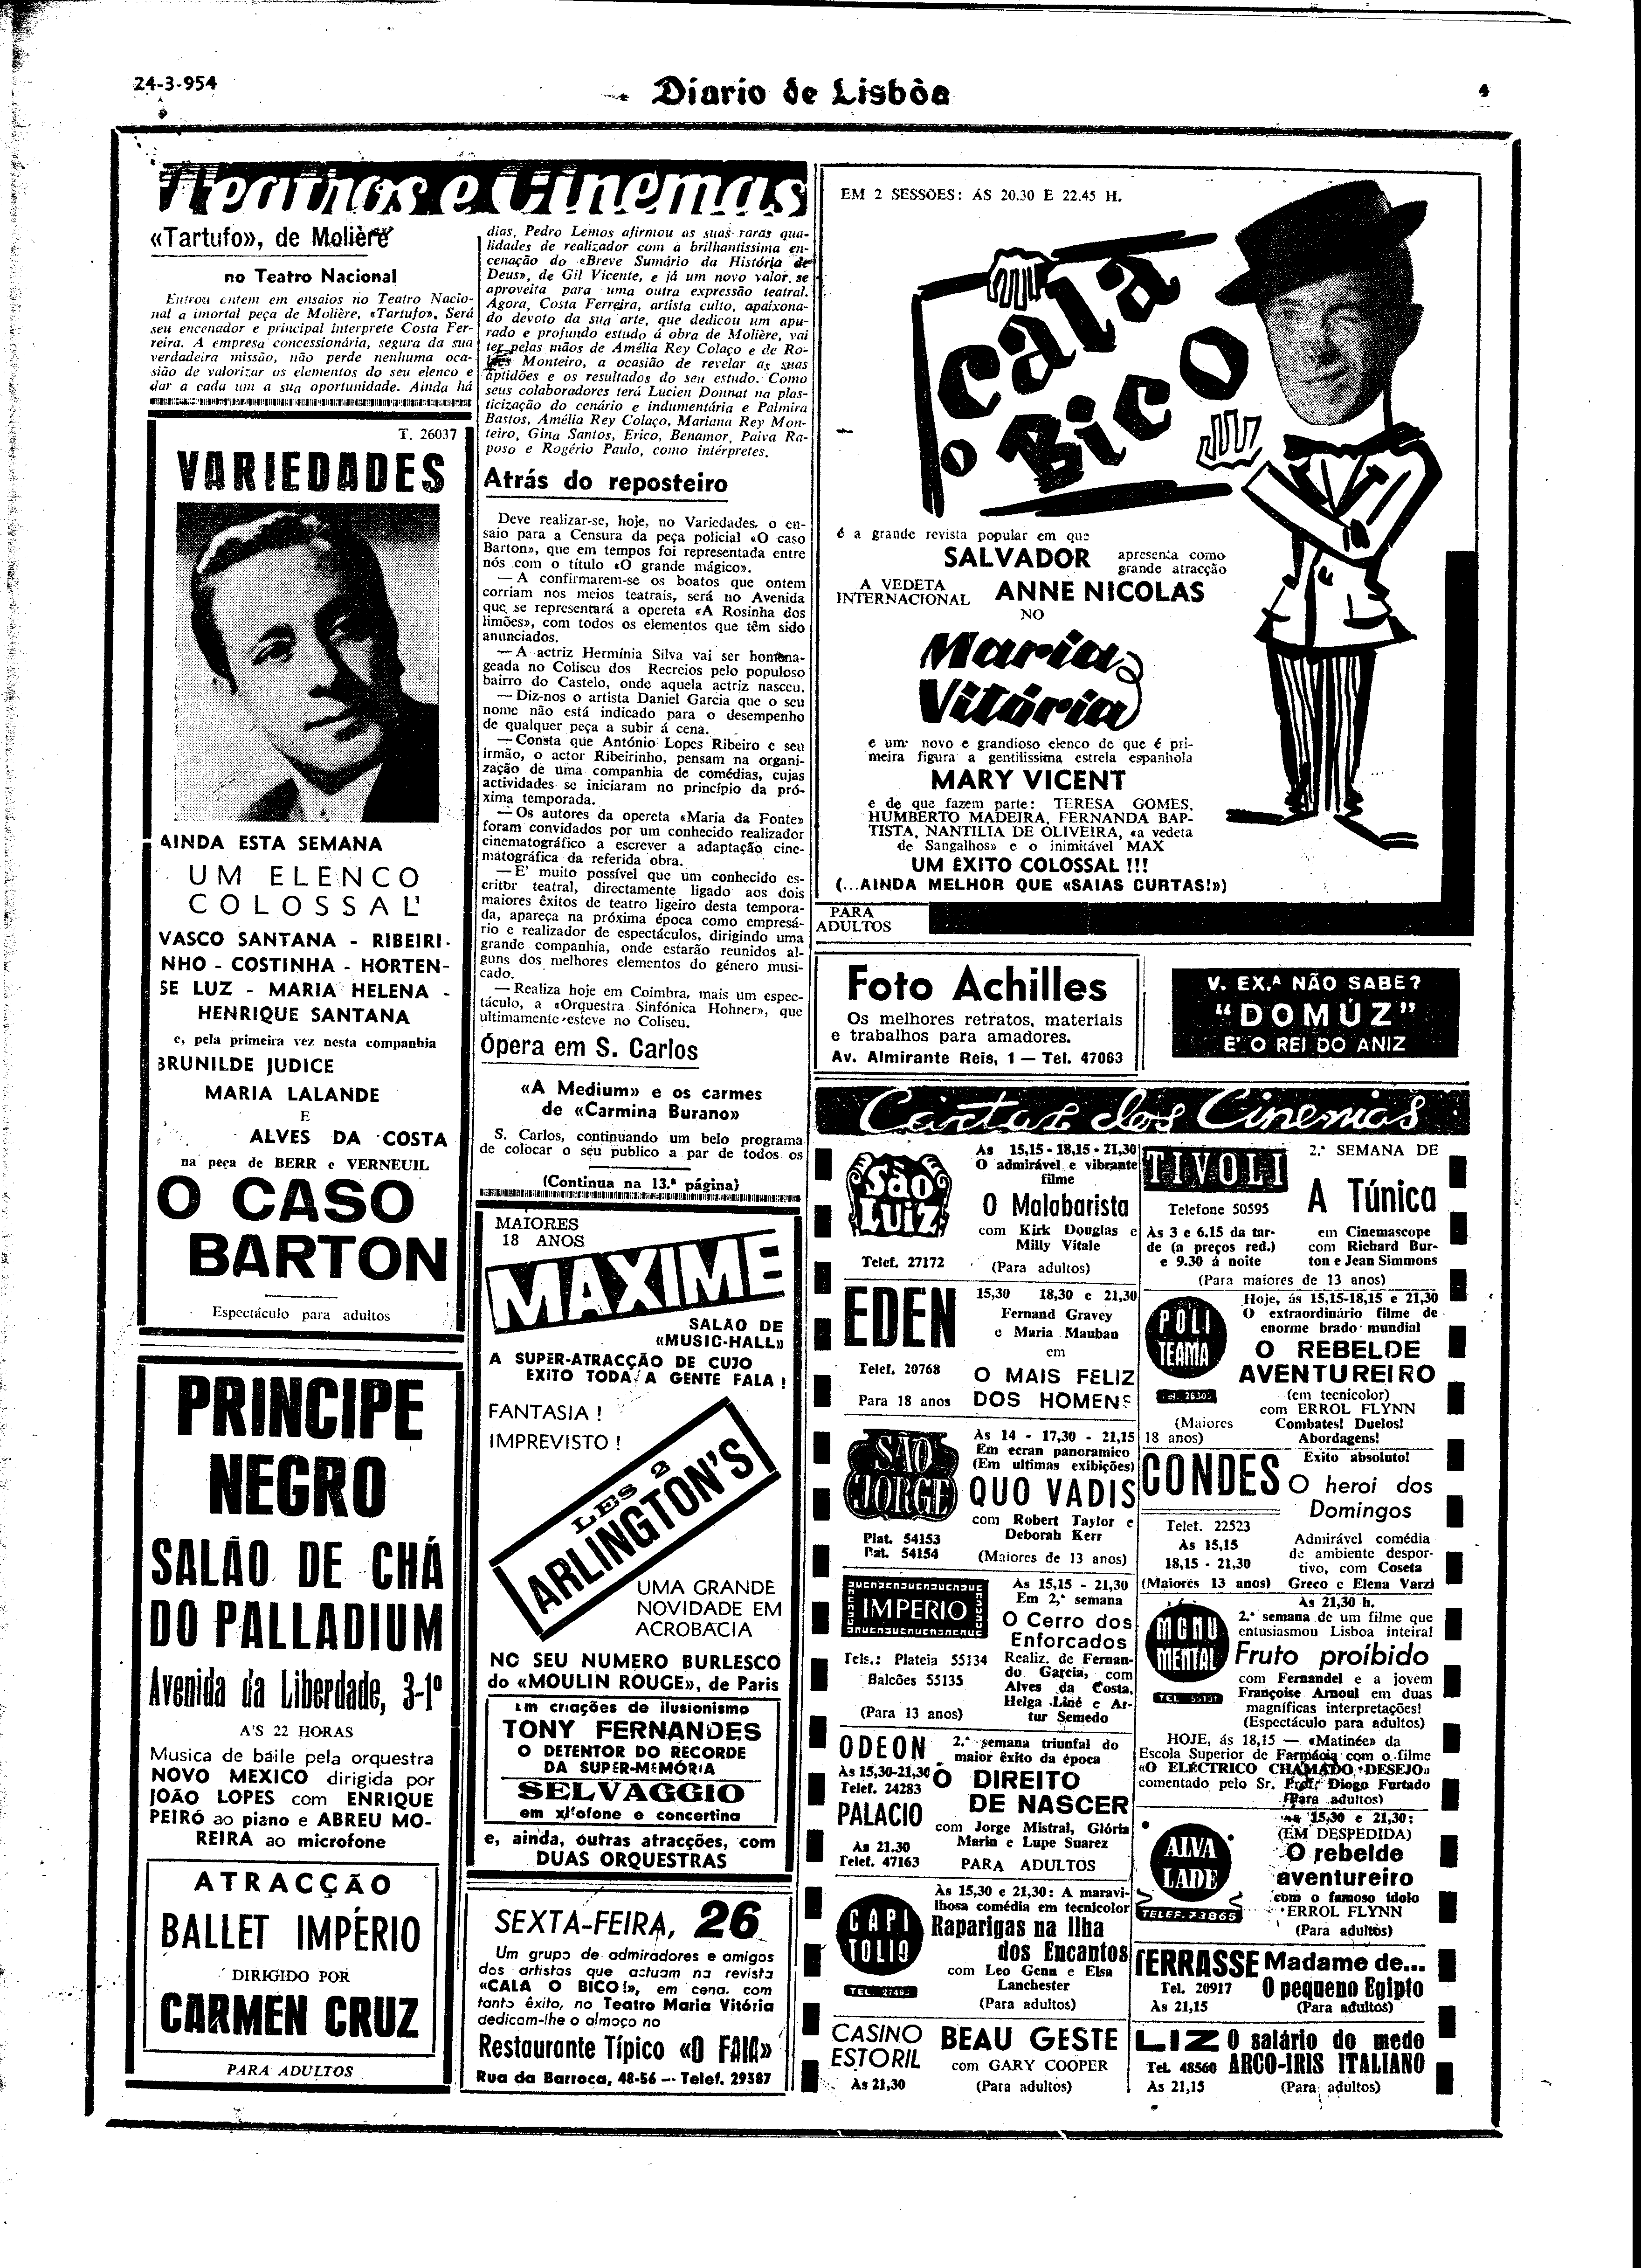 24-3-954
Diario de Lisbôa
4
Teatros e Cinemas
«Tartufo», de Molière
no Teatro Nacional
Entrou ontem em ensaios no Teatro Nacio-
nal a imortal peça de Molière, «Tartufo». Será
seu encenador e principal interprete Costa Fer-
reira. A empresa concessionária, segura da sua
verdadeira missão, não perde nenhuma oca-
sião de valorizar os elementos do seu elenco e
dar a cada um a sua oportunidade. Ainda há
dias, Pedro Lemos afirmou as suas raras qua-
lidades de realizador com a brilhantissima en-
cenação do «Breve Sumário da História de
Deus», de Gil Vicente, e já um novo valor se
aproveita para uma outra expressão teatral.
Agora, Costa Ferreira, artista culto, apaixona-
do devoto da sua arte, que dedicou um apu-
rado e profundo estudo á obra de Molière, vai
ter pelas mãos de Amélia Rey Colaço e de Ro-
bles Monteiro, a ocasião de revelar as suas
aptidões e os resultados do seu estudo. Como
seus colaboradores terá Lucien Donnat na plas-
ticização do cenário e indumentária e Palmira
Bastos, Amélia Rey Colaço, Mariana Rey Mon-
teiro, Gina Santos, Erico, Benamor, Paiva Ra-
poso e Rogério Paulo, como intérpretes.
Atrás do reposteiro
Deve realizar-se, hoje, no Variedades, o en-
saio para a Censura da peça policial «O caso
Barton», que em tempos foi representada entre
nós com o título «O grande mágico».
— A confirmarem-se os boatos que ontem
corriam nos meios teatrais, será no Avenida
que se representará a opereta «A Rosinha dos
limões», com todos os elementos que têm sido
anunciados.
— A actriz Hermínia Silva vai ser homena-
geada no Coliseu dos Recreios pelo populoso
bairro do Castelo, onde aquela actriz nasceu.
— Diz-nos o artista Daniel Garcia que o seu
nome não está indicado para o desempenho
de qualquer peça a subir á cena.
— Consta que António Lopes Ribeiro e seu
irmão, o actor Ribeirinho, pensam na organi-
zação de uma companhia de comédias, cujas
actividades se iniciaram no princípio da pró-
xima temporada.
— Os autores da opereta «Maria da Fonte»
foram convidados por um conhecido realizador
cinematográfico a escrever a adaptação cine-
matográfica da referida obra.
— E' muito possível que um conhecido es-
critor teatral, directamente ligado aos dois
maiores êxitos de teatro ligeiro desta tempora-
da, apareça na próxima época como empresá-
rio e realizador de espectáculos, dirigindo uma
grande companhia, onde estarão reunidos al-
guns dos melhores elementos do género musi-
cado.
— Realiza hoje em Coimbra, mais um espec-
táculo, a «Orquestra Sinfónica Hohner», que
ultimamente esteve no Coliseu.
Ópera em S. Carlos
«A Medium» e os carmes
de «Carmina Burano»
S. Carlos, continuando um belo programa
de colocar o seu publico a par de todos os
(Continua na 13.ª página)
T. 26037
VARIEDADES
AINDA ESTA SEMANA
UM ELENCO
COLOSSAL
VASCO SANTANA - RIBEIRI-
NHO - COSTINHA - HORTEN-
SE LUZ - MARIA HELENA -
HENRIQUE SANTANA
e, pela primeira vez nesta companhia
BRUNILDE JUDICE
MARIA LALANDE
E
ALVES DA COSTA
na peça de BERR e VERNEUIL
O CASO
BARTON
Espectáculo para adultos
PRINCIPE
NEGRO
SALÃO DE CHÁ
DO PALLADIUM
Avenida da Liberdade, 3-1º
A'S 22 HORAS
Musica de baile pela orquestra
NOVO MEXICO dirigida por
JOÃO LOPES com ENRIQUE
PEIRÓ ao piano e ABREU MO-
REIRA ao microfone
ATRACÇÃO
BALLET IMPÉRIO
DIRIGIDO POR
CARMEN CRUZ
PARA ADULTOS
MAIORES
18 ANOS
MAXIME
SALÃO DE
«MUSIC-HALL»
A SUPER-ATRACÇÃO DE CUJO
EXITO TODA A GENTE FALA !
FANTASIA !
IMPREVISTO !
LES 2
ARLINGTON'S
UMA GRANDE
NOVIDADE EM
ACROBACIA
NO SEU NUMERO BURLESCO
do «MOULIN ROUGE», de Paris
Em criações de ilusionismo
TONY FERNANDES
O DETENTOR DO RECORDE
DA SUPER-MEMÓRIA
SELVAGGIO
em xilofone e concertina
e, ainda, outras atracções, com
DUAS ORQUESTRAS
SEXTA-FEIRA, 26
Um grupo de admiradores e amigos
dos artistas que actuam na revista
«CALA O BICO!», em cena, com
tanto êxito, no Teatro Maria Vitória
dedicam-lhe o almoço no
Restaurante Típico «O FAIA»
Rua da Barroca, 48-56 — Telef. 29387
EM 2 SESSÕES: ÁS 20.30 E 22.45 H.
Cala
o Bico
é a grande revista popular em que
SALVADOR apresenta como
grande atracção
A VEDETA
INTERNACIONAL ANNE NICOLAS
NO
Maria
Vitória
e um novo e grandioso elenco de que é pri-
meira figura a gentilissima estrela espanhola
MARY VICENT
e de que fazem parte: TERESA GOMES,
HUMBERTO MADEIRA, FERNANDA BAP-
TISTA, NANTILIA DE OLIVEIRA, «a vedeta
de Sangalhos» e o inimitável MAX
UM ÊXITO COLOSSAL !!!
(...AINDA MELHOR QUE «SAIAS CURTAS!»)
PARA
ADULTOS
Foto Achilles
Os melhores retratos, materiais
e trabalhos para amadores.
Av. Almirante Reis, 1 — Tel. 47063
V. EX.ª NÃO SABE?
“DOMÚZ”
E' O REI DO ANIZ
Cartaz dos Cinemas
São Luiz
Telef. 27172
Às 15,15 - 18,15 - 21,30
O admirável e vibrante
filme
O Malabarista
com Kirk Douglas e
Milly Vitale
(Para adultos)
EDEN
Telef. 20768
Para 18 anos
15,30 18,30 e 21,30
Fernand Gravey
e Maria Mauban
em
O MAIS FELIZ
DOS HOMENS
SÃO JORGE
Plat. 54153
Bat. 54154
Às 14 - 17,30 - 21,15
Em ecran panoramico
(Em ultimas exibições)
QUO VADIS
com Robert Taylor e
Deborah Kerr
(Maiores de 13 anos)
IMPERIO
Tels.: Plateia 55134
Balcões 55135
(Para 13 anos)
Às 15,15 - 21,30
Em 2,ª semana
O Cerro dos
Enforcados
Realiz. de Fernan-
do Garcia, com
Alves da Costa,
Helga Liné e Ar-
tur Semedo
ODEON
Às 15,30-21,30
Telef. 24283
PALACIO
Às 21.30
Telef. 47163
2.ª semana triunfal do
maior êxito da época
O DIREITO
DE NASCER
com Jorge Mistral, Glória
Marin e Lupe Suarez
PARA ADULTOS
CAPITOLIO
TEL. 27495
Às 15,30 e 21,30: A maravi-
lhosa comédia em tecnicolor
Raparigas na Ilha
dos Encantos
com Leo Genn e Elsa
Lanchester
(Para adultos)
CASINO
ESTORIL
Às 21,30
BEAU GESTE
com GARY COOPER
(Para adultos)
TIVOLI
Telefone 50595
Às 3 e 6.15 da tar-
de (a preços red.)
e 9.30 á noite
2.ª SEMANA DE
A Túnica
em Cinemascope
com Richard Bur-
ton e Jean Simmons
(Para maiores de 13 anos)
POLITEAMA
Tel. 26305
(Maiores
18 anos)
Hoje, ás 15,15-18,15 e 21,30
O extraordinário filme de
enorme brado mundial
O REBELDE
AVENTUREIRO
(em tecnicolor)
com ERROL FLYNN
Combates! Duelos!
Abordagens!
CONDES
Telef. 22523
Às 15,15
18,15 - 21,30
(Maiores 13 anos)
Exito absoluto!
O heroi dos
Domingos
Admirável comédia
de ambiente despor-
tivo, com Coseta
Greco e Elena Varzi
MONUMENTAL
TEL. 55131
Às 21,30 h.
2.ª semana de um filme que
entusiasmou Lisboa inteira!
Fruto proíbido
com Fernandel e a jovem
Françoise Arnoul em duas
magníficas interpretações!
(Espectáculo para adultos)
HOJE, ás 18,15 — «Matinée» da
Escola Superior de Farmácia com o filme
«O ELÉCTRICO CHAMADO DESEJO»
comentado pelo Sr. Prof. Diogo Furtado
(Para adultos)
ALVALADE
TELEF. 73865
Às 15,30 e 21,30:
(EM DESPEDIDA)
O rebelde
aventureiro
com o famoso idolo
ERROL FLYNN
(Para adultos)
TERRASSE
Tel. 20917
Às 21,15
Madame de...
O pequeno Egipto
(Para adultos)
LIZ
Tel. 48560
Às 21,15
O salário do medo
ARCO-IRIS ITALIANO
(Para adultos)